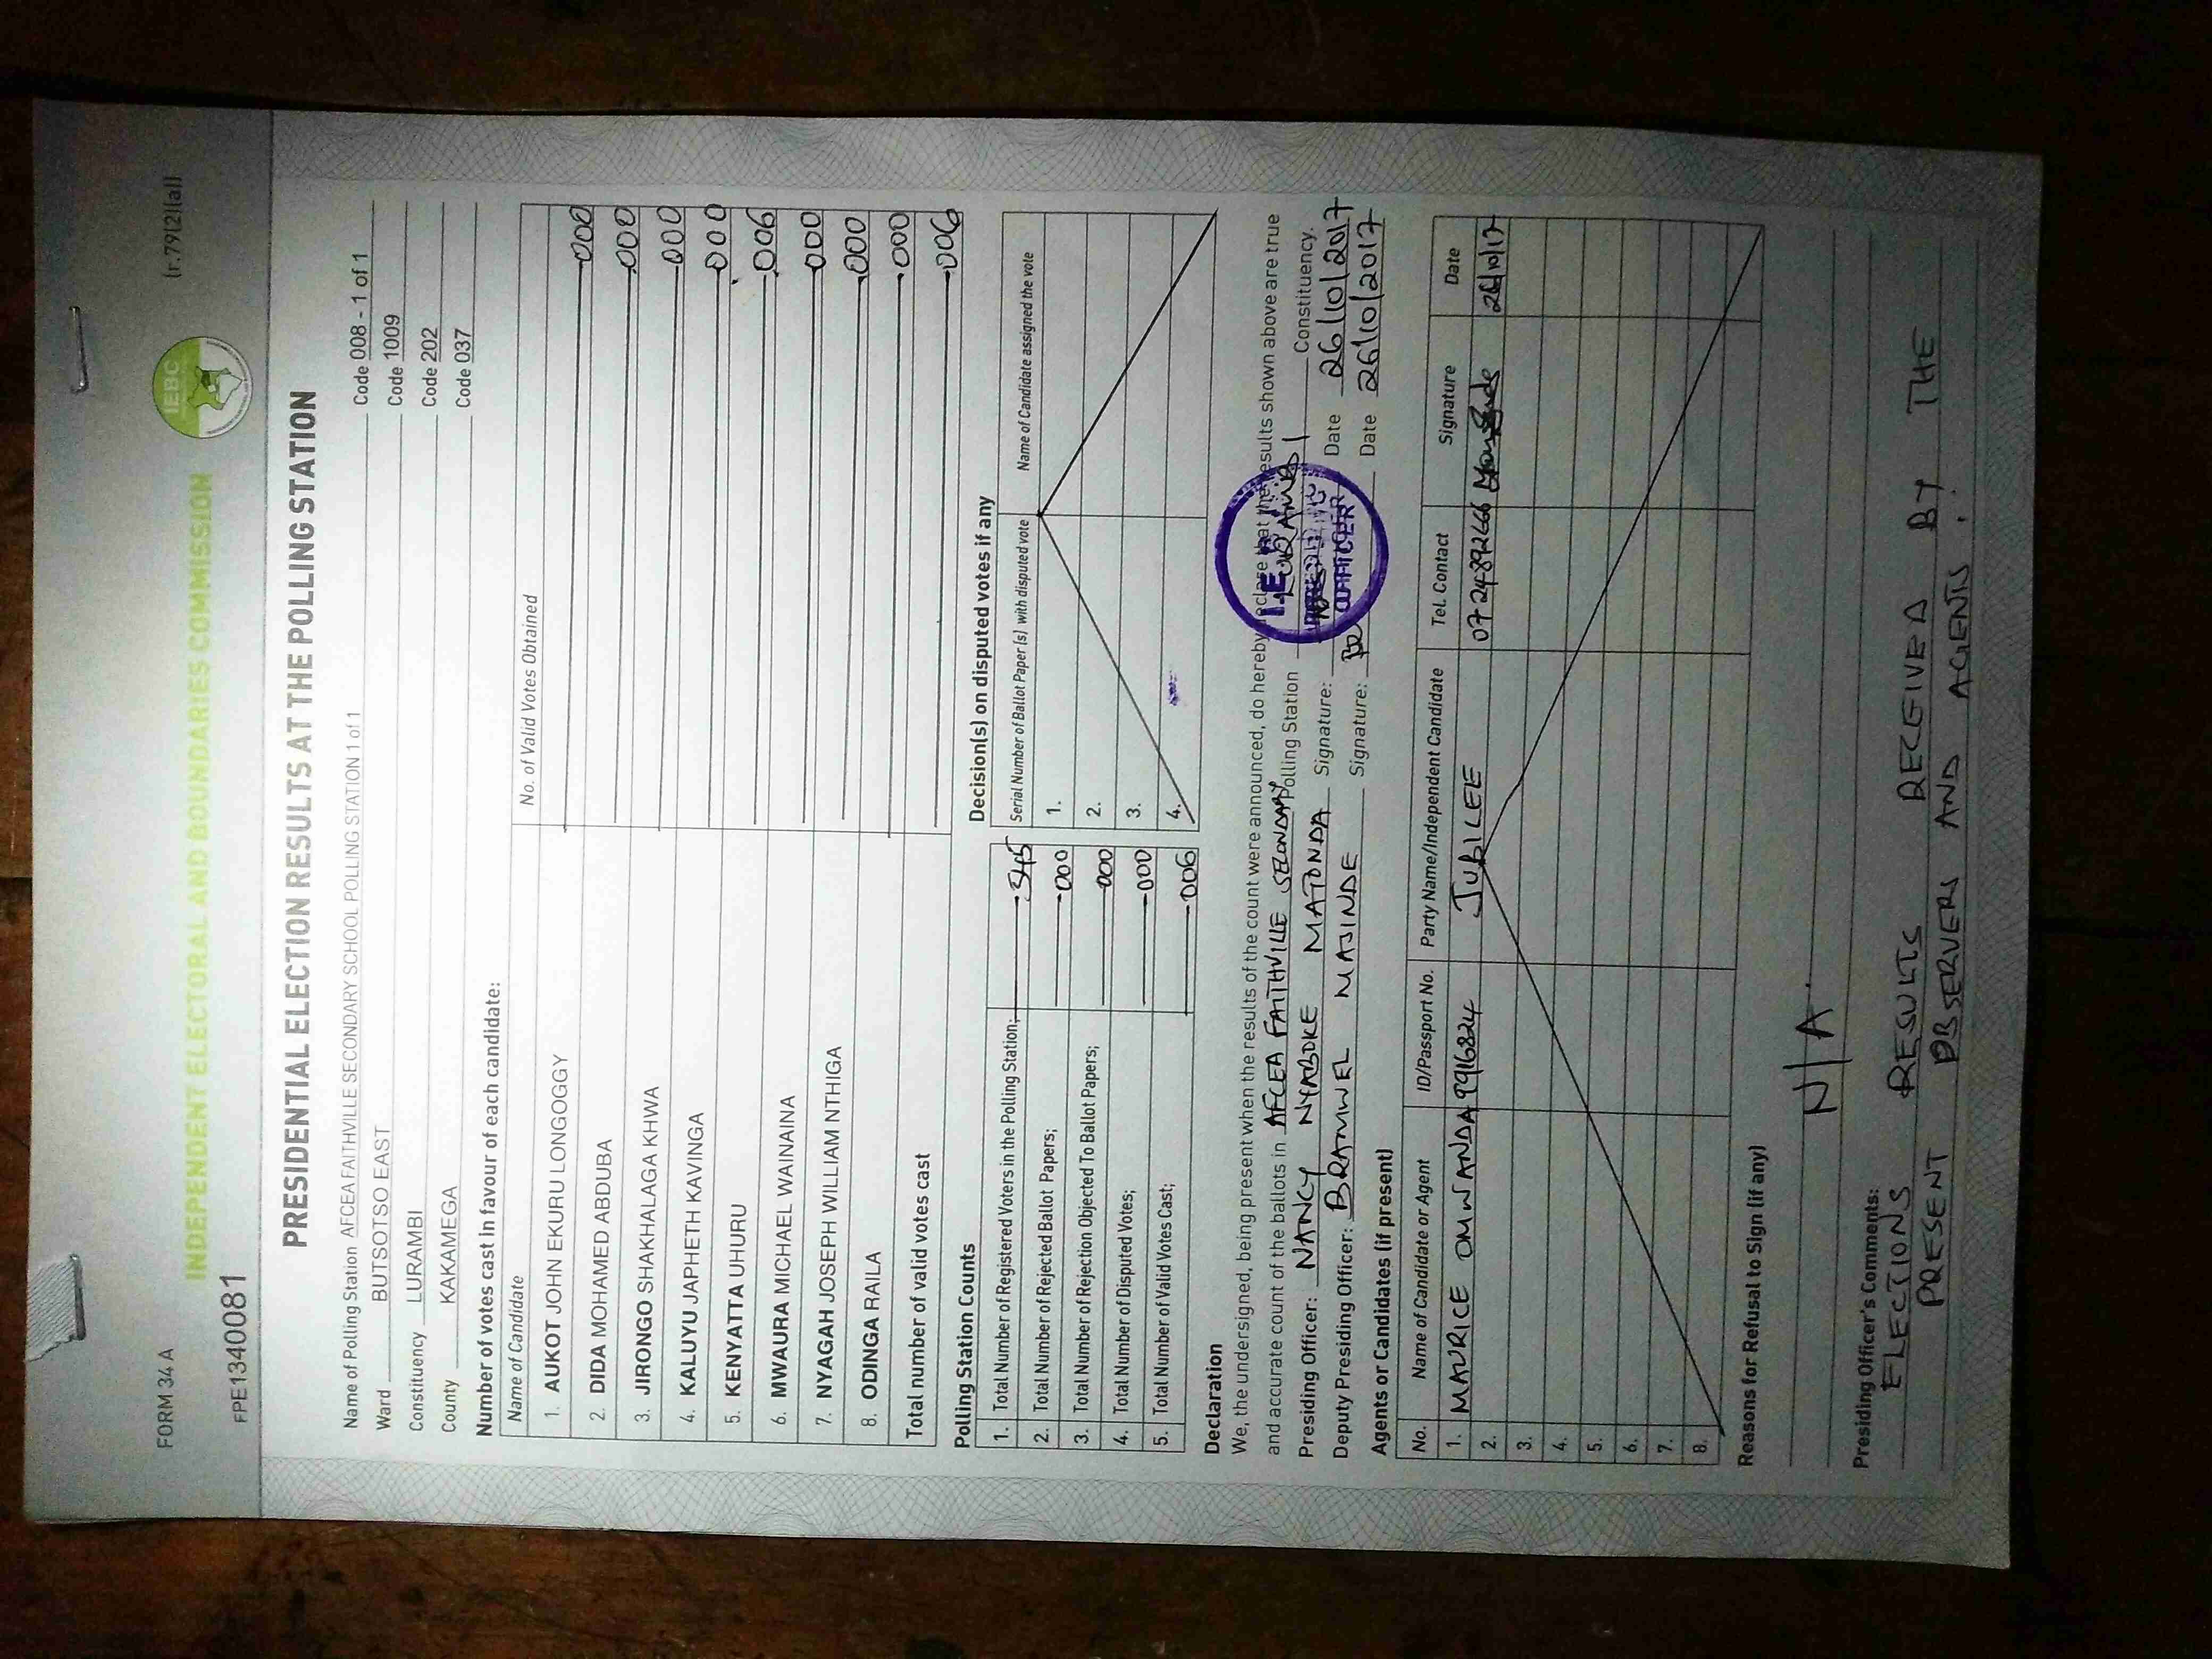 FORM 34 A
(r.79(2)(a))
IEBC
INDEPENDENT ELECTORAL AND BOUNDARIES COMMISSION
FPE1340081
PRESIDENTIAL ELECTION RESULTS AT THE POLLING STATION
Name of Polling Station AFCEA FAITHVILLE SECONDARY SCHOOL POLLING STATION 1 of 1 Code 008 - 1 of 1
Ward BUTSOTSO EAST Code 1009
Constituency LURAMBI Code 202
County KAKAMEGA Code 037
Number of votes cast in favour of each candidate:
Name of Candidate No. of Valid Votes Obtained
1. AUKOT JOHN EKURU LONGOGGY 000
2. DIDA MOHAMED ABDUBA 000
3. JIRONGO SHAKHALAGA KHWA 000
4. KALUYU JAPHETH KAVINGA 000
5. KENYATTA UHURU 006
6. MWAURA MICHAEL WAINAINA 000
7. NYAGAH JOSEPH WILLIAM NTHIGA 000
8. ODINGA RAILA 000
Total number of valid votes cast 006
Polling Station Counts
1. Total Number of Registered Voters in the Polling Station; 545
2. Total Number of Rejected Ballot Papers; 000
3. Total Number of Rejection Objected To Ballot Papers; 000
4. Total Number of Disputed Votes; 000
5. Total Number of Valid Votes Cast; 006
Decision(s) on disputed votes if any
Serial Number of Ballot Paper (s) with disputed vote Name of Candidate assigned the vote
1.
2.
3.
4.
Declaration
We, the undersigned, being present when the results of the count were announced, do hereby declare that the results shown above are true
and accurate count of the ballots in AFCEA FAITHVILLE SECONDARY Polling Station LURAMBI Constituency.
Presiding Officer: NANCY NYABOKE MATONDA Signature: Date 26/10/2017
Deputy Presiding Officer: BRAMWEL MAJINDE Signature: Date 26/10/2017
OFFICER
Agents or Candidates (if present)
No. Name of Candidate or Agent ID/Passport No. Party Name/Independent Candidate Tel. Contact Signature Date
1. MAURICE OMWANDA 9916824 JUBILEE 0724892666 26/10/17
2.
3.
4.
5.
6.
7.
8.
Reasons for Refusal to Sign (if any)
N/A.
Presiding Officer's Comments:
ELECTIONS RESULTS RECEIVED BY THE
PRESENT OBSERVERS AND AGENTS.